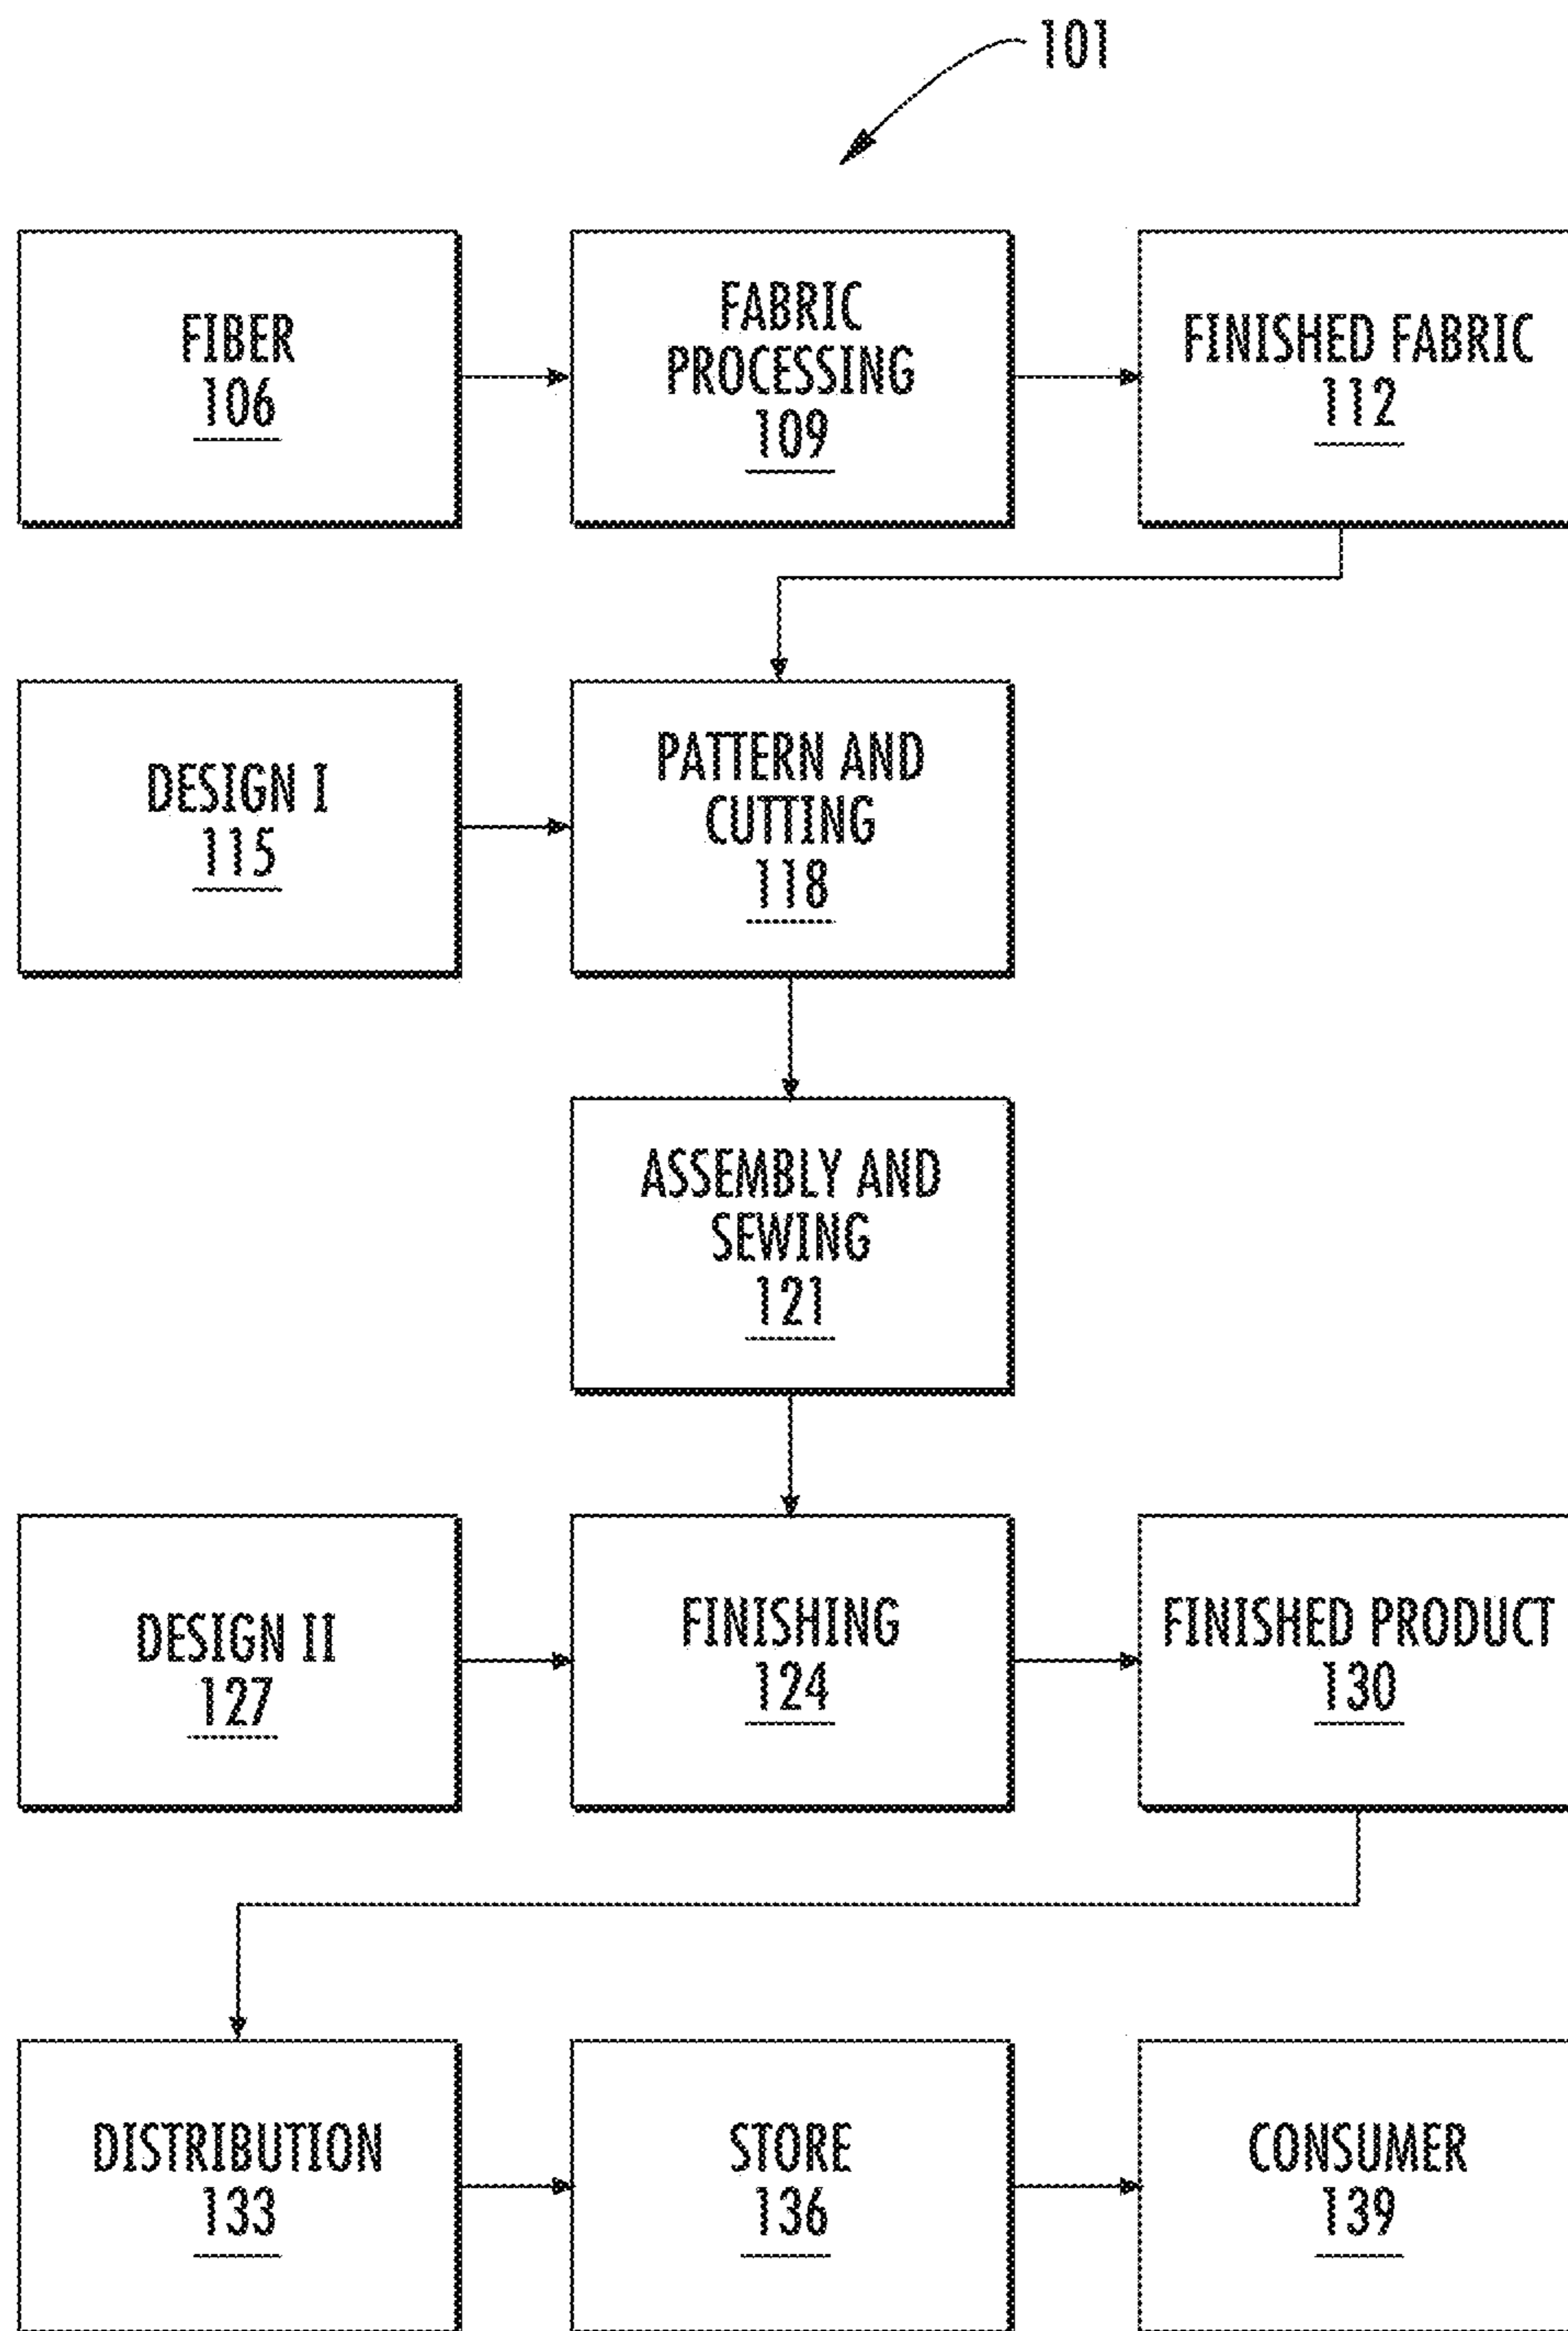 101
FIBER
106
FABRIC
PROCESSING
109
FINISHED FABRIC
112
DESIGN I
115
PATTERN AND
CUTTING
118
ASSEMBLY AND
SEWING
121
DESIGN II
127
FINISHING
124
FINISHED PRODUCT
130
DISTRIBUTION
133
STORE
136
CONSUMER
139